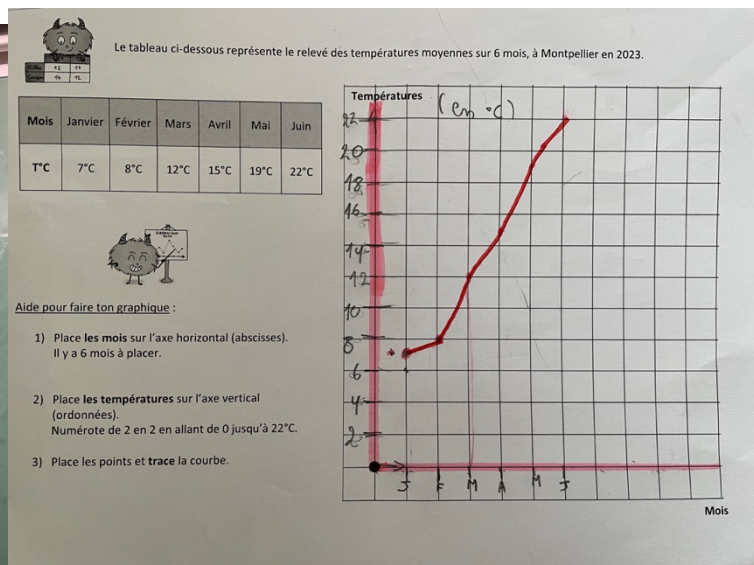 Le tableau ci-dessous représente le relevé des températures moyennes sur 6 mois, à Montpellier en 2023.
Mois Janvier Février Mars Avril Mai Juin
T°C 7°C 8°C 12°C 15°C 19°C 22°C
Aide pour faire ton graphique :
1) Place les mois sur l'axe horizontal (abscisses).
Il y a 6 mois à placer.
2) Place les températures sur l'axe vertical
(ordonnées).
Numérote de 2 en 2 en allant de 0 jusqu'à 22°C.
3) Place les points et trace la courbe.
Températures (en °C)
22
20
18
16
14
12
10
8
6
4
2
J F M A M J
Mois